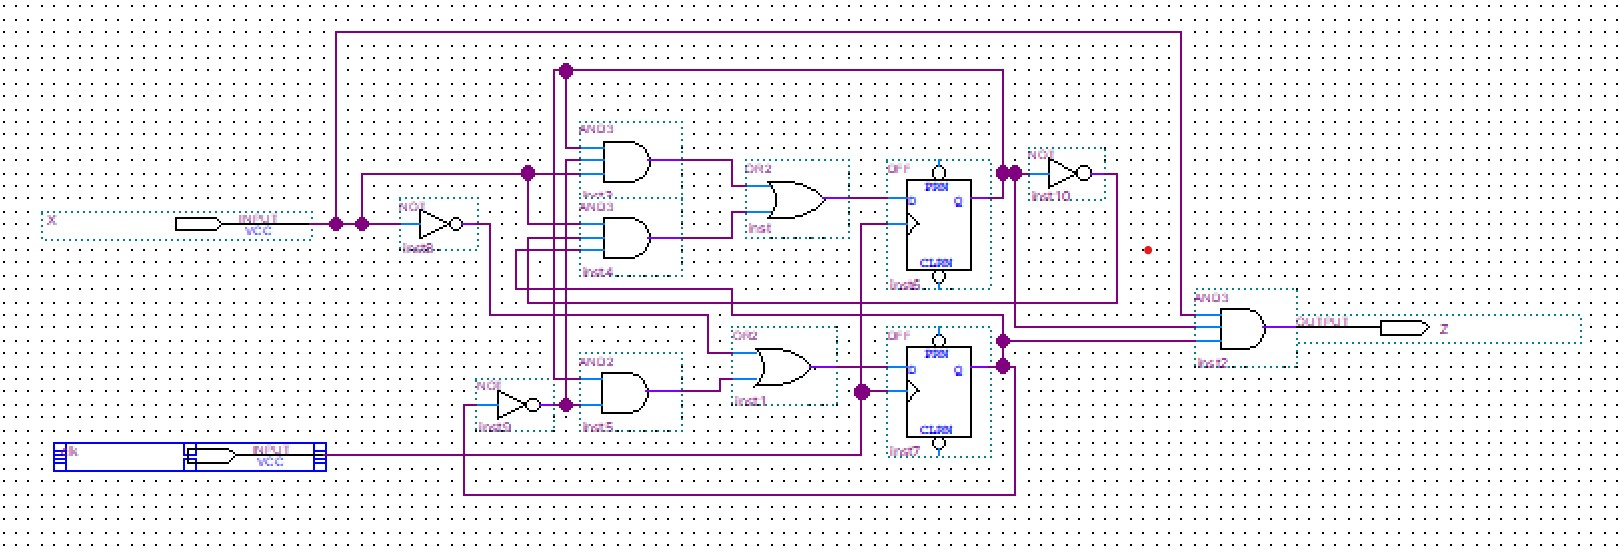 AND3
NOT
OR2
DFF
PRN
D
Q
inst3
inst10
AND3
X
INPUT
VCC
NOT
inst8
inst
inst4
CLRN
inst6
AND3
OUTPUT
Z
inst2
OR2
DFF
PRN
AND2
D
Q
NOT
inst1
inst9
inst5
CLRN
inst7
clk
INPUT
VCC